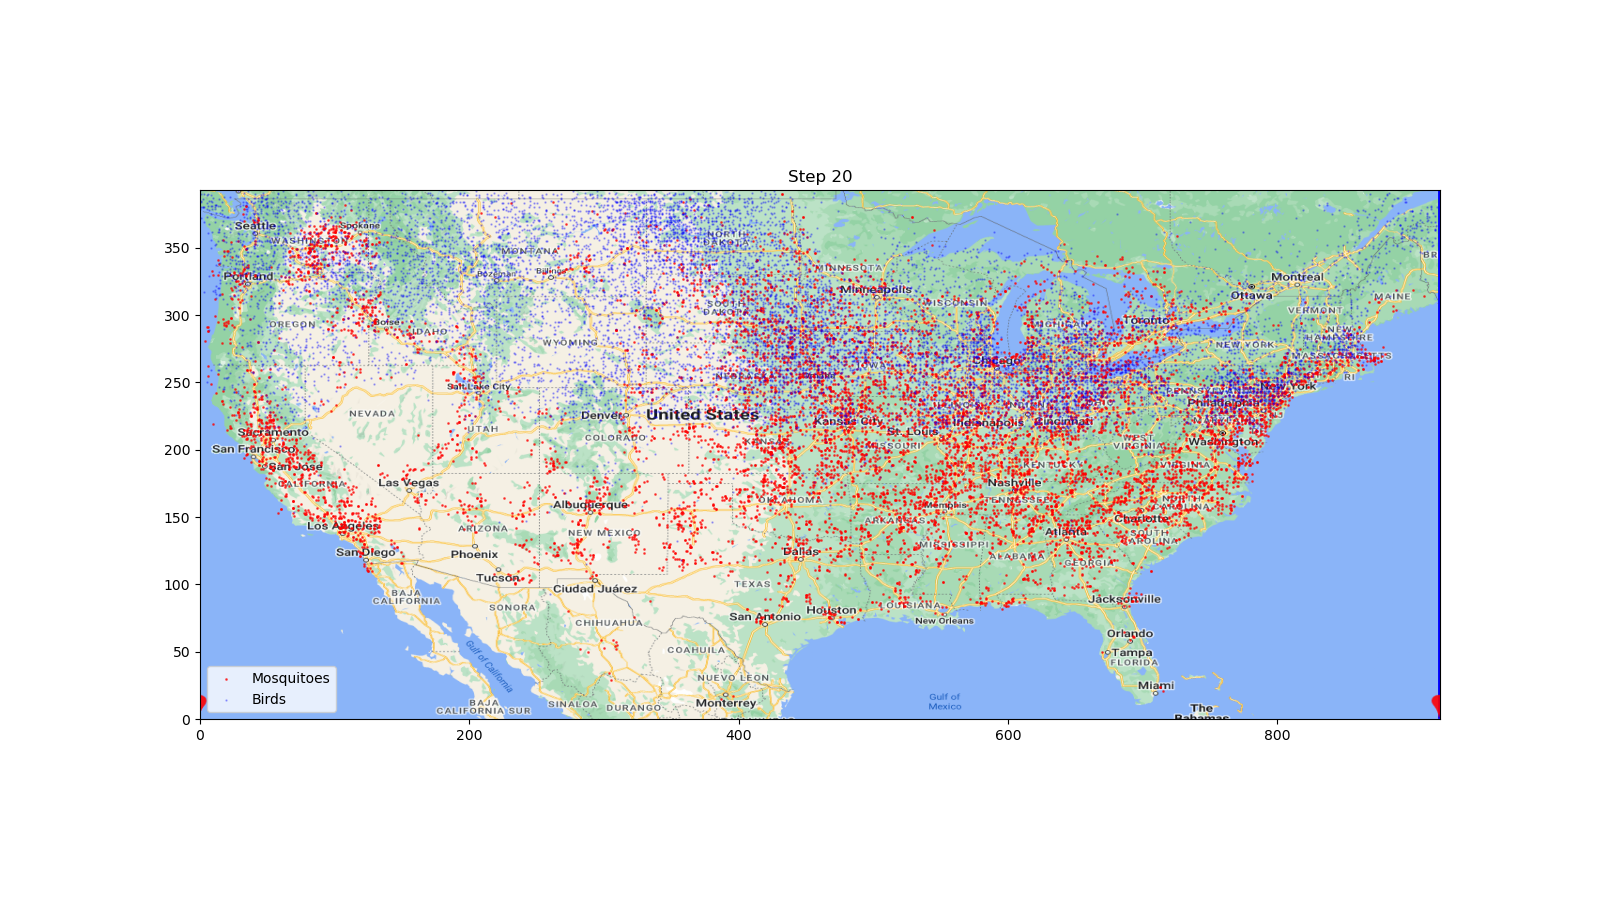 Step 20
350
300
250
200
150
100
50
0
0
200
400
600
800
Mosquitoes
Birds
Seattle
Spokane
WASHINGTON
Portland
OREGON
Boise
IDAHO
MONTANA
Bozeman
Billings
NORTH
DAKOTA
SOUTH
DAKOTA
WYOMING
MINNESOTA
Minneapolis
WISCONSIN
MICHIGAN
Toronto
Ottawa
Montreal
MAINE
VERMONT
NEW
HAMPSHIRE
MASSACHUSETTS
NEW YORK
RI
New York
Philadelphia
Washington
WEST
VIRGINIA
VIRGINIA
Chicago
Indianapolis
Cincinnati
St. Louis
MISSOURI
Kansas City
KANSAS
United States
Denver
COLORADO
Salt Lake City
UTAH
NEVADA
Sacramento
San Francisco
San Jose
CALIFORNIA
Las Vegas
Los Angeles
San Diego
ARIZONA
Phoenix
Tucson
Albuquerque
NEW MEXICO
Ciudad Juárez
OKLAHOMA
ARKANSAS
KENTUCKY
Nashville
TENNESSEE
Memphis
NORTH
CAROLINA
Charlotte
SOUTH
CAROLINA
Atlanta
GEORGIA
ALABAMA
MISSISSIPPI
Dallas
TEXAS
San Antonio
Houston
LOUISIANA
New Orleans
Jacksonville
Orlando
Tampa
FLORIDA
Miami
The
Bahamas
Gulf of
Mexico
BAJA
CALIFORNIA
SONORA
CHIHUAHUA
COAHUILA
NUEVO LEON
Monterrey
Gulf of California
BAJA
CALIFORNIA SUR
SINALOA
DURANGO